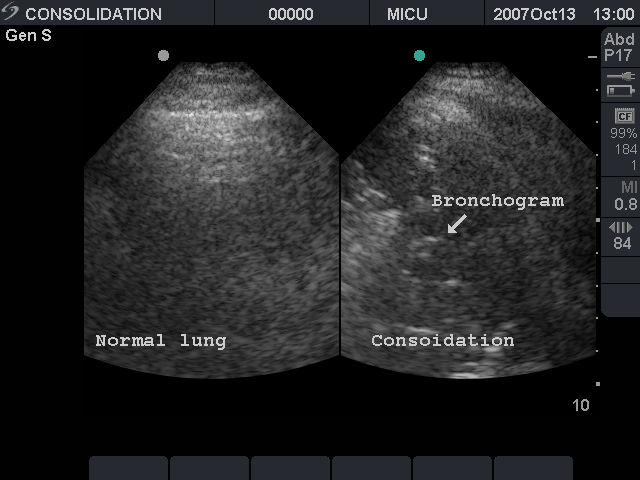 CONSOLIDATION 00000 MICU 2007Oct13 13:00
Gen S
Abd
P17
CF
99%
184
1
MI
0.8
84
Bronchogram
Normal lung
Consoidation
10